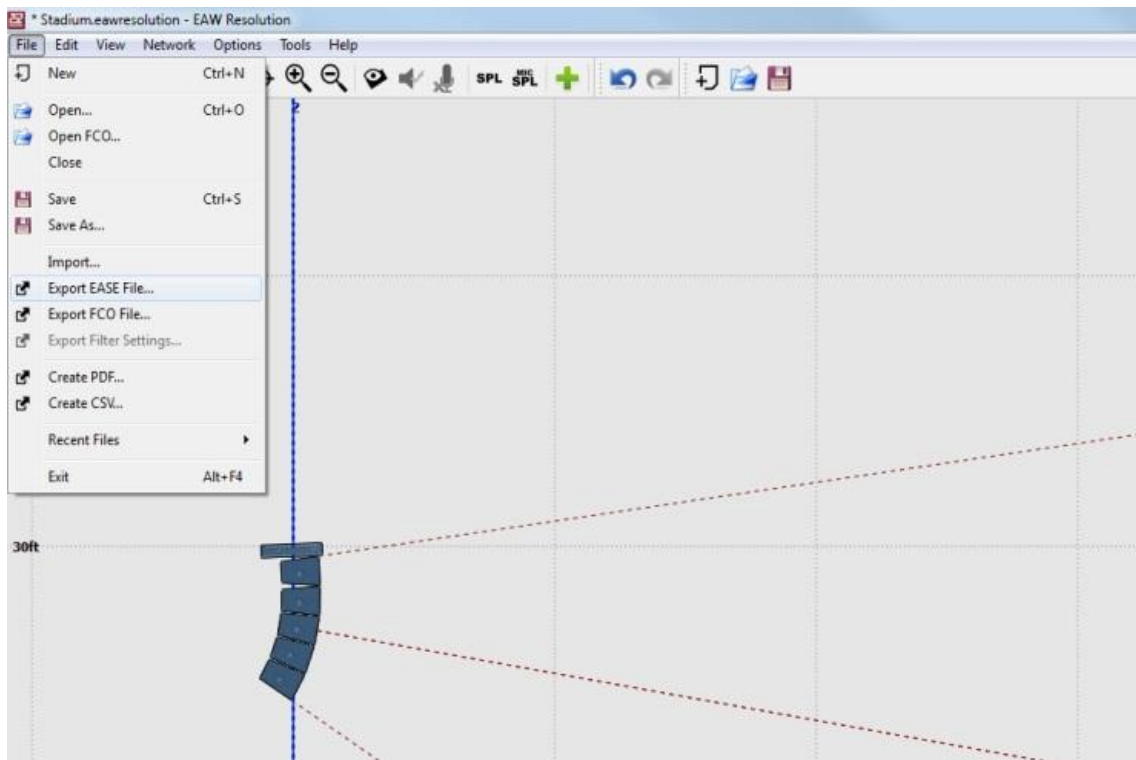 * Stadium.eawresolution - EAW Resolution
File Edit View Network Options Tools Help
New Ctrl+N
SPL MIC SPL
Open... Ctrl+O
Open FCO...
Close
Save Ctrl+S
Save As...
Import...
Export EASE File...
Export FCO File...
Export Filter Settings...
Create PDF...
Create CSV...
Recent Files
Exit Alt+F4
30ft